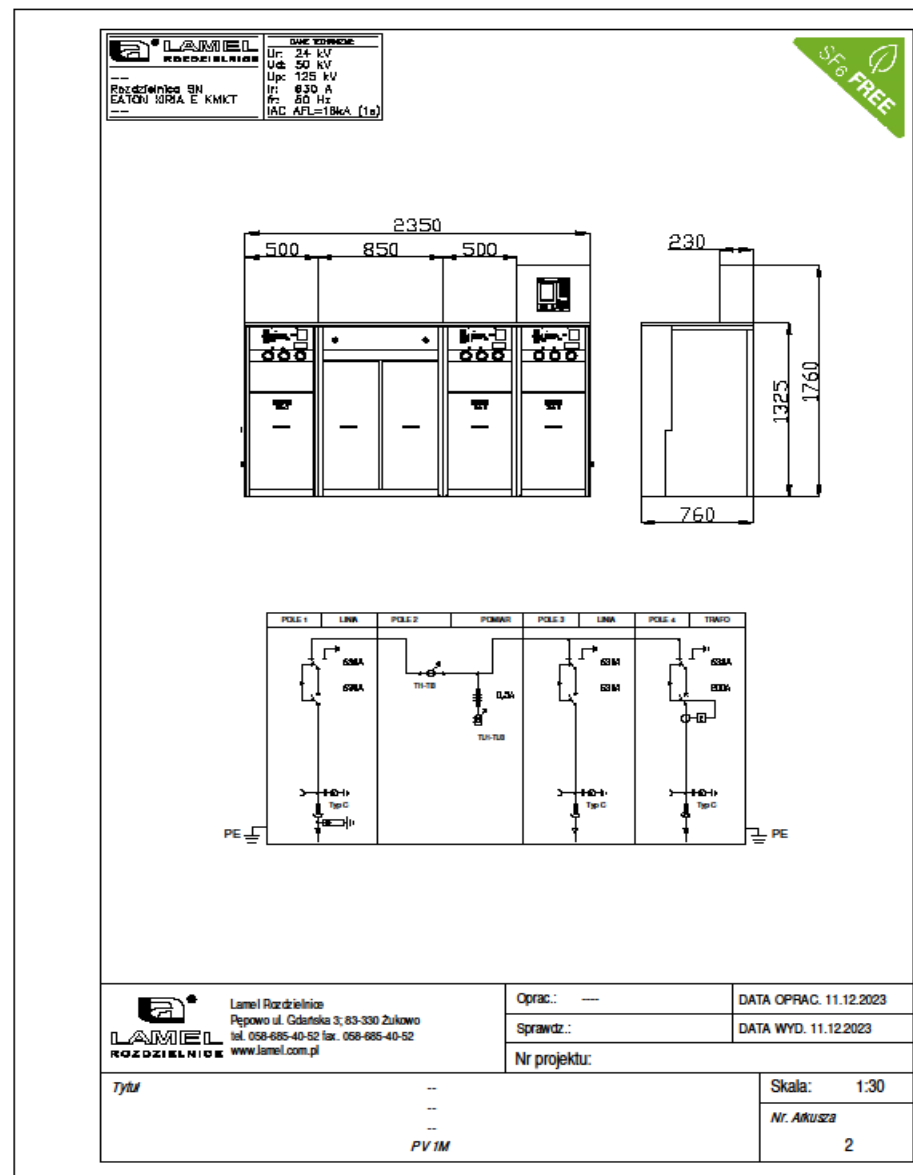 LAMEL
ROZDZIELNICE
--
Rozdzielnica SN
EATON XIRIA E KMKT
--
DANE TECHNICZNE
Ur: 24 kV
Ud: 50 kV
Up: 125 kV
Ir: 630 A
fr: 50 Hz
IAC AFL=16kA (1s)
SF6 FREE
2350
500 850 500
230
1325
1760
760
POLE 1 LINIA POLE 2 POMIAR POLE 3 LINIA POLE 4 TRAFO
630A 630A 630A
630A 630A 200A
0,5A
Typ C Typ C Typ C
PE PE
LAMEL
ROZDZIELNICE
Lamel Rozdzielnice
Pępowo ul. Gdańska 3; 83-330 Żukowo
tel. 058-685-40-52 fax. 058-685-40-52
www.lamel.com.pl
Oprac.: ----
DATA OPRAC. 11.12.2023
Sprawdz.:
DATA WYD. 11.12.2023
Nr projektu:
Tytuł
--
--
--
PV 1M
Skala: 1:30
Nr. Arkusza
2